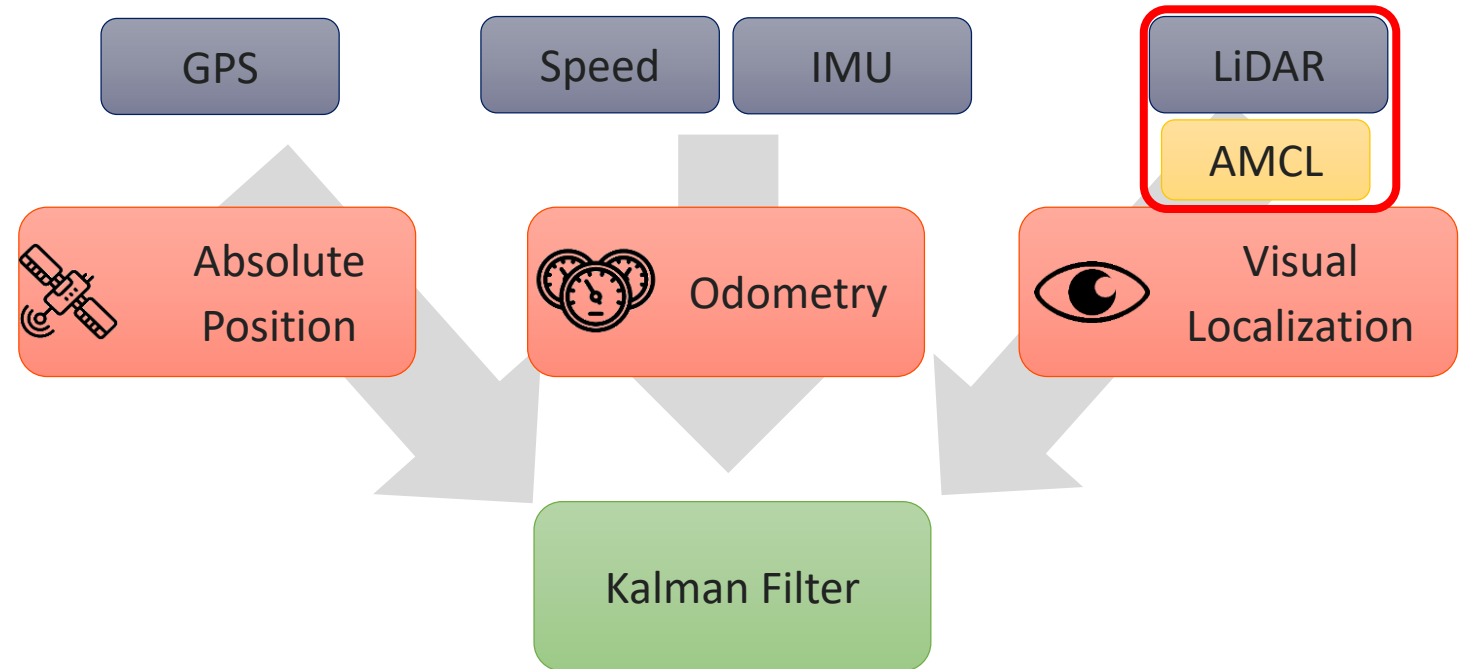 GPS
Speed
IMU
LiDAR
AMCL
Absolute
Position
Odometry
Visual
Localization
Kalman Filter